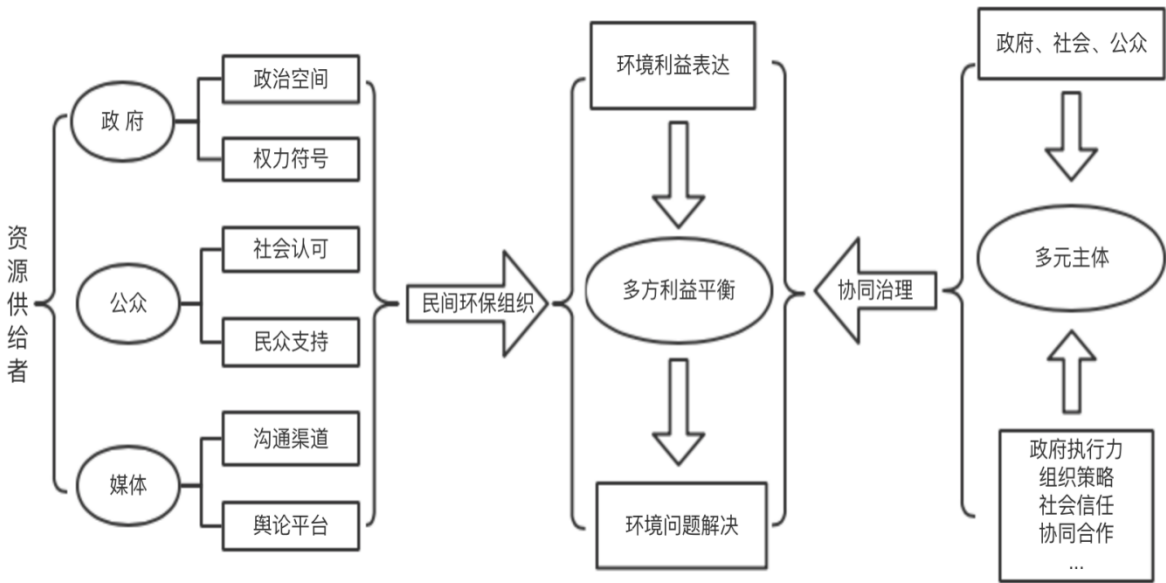 资源供给者
政 府
政治空间
权力符号
公众
社会认可
民众支持
媒体
沟通渠道
舆论平台
民间环保组织
环境利益表达
多方利益平衡
环境问题解决
协同治理
政府、社会、公众
多元主体
政府执行力
组织策略
社会信任
协同合作
...